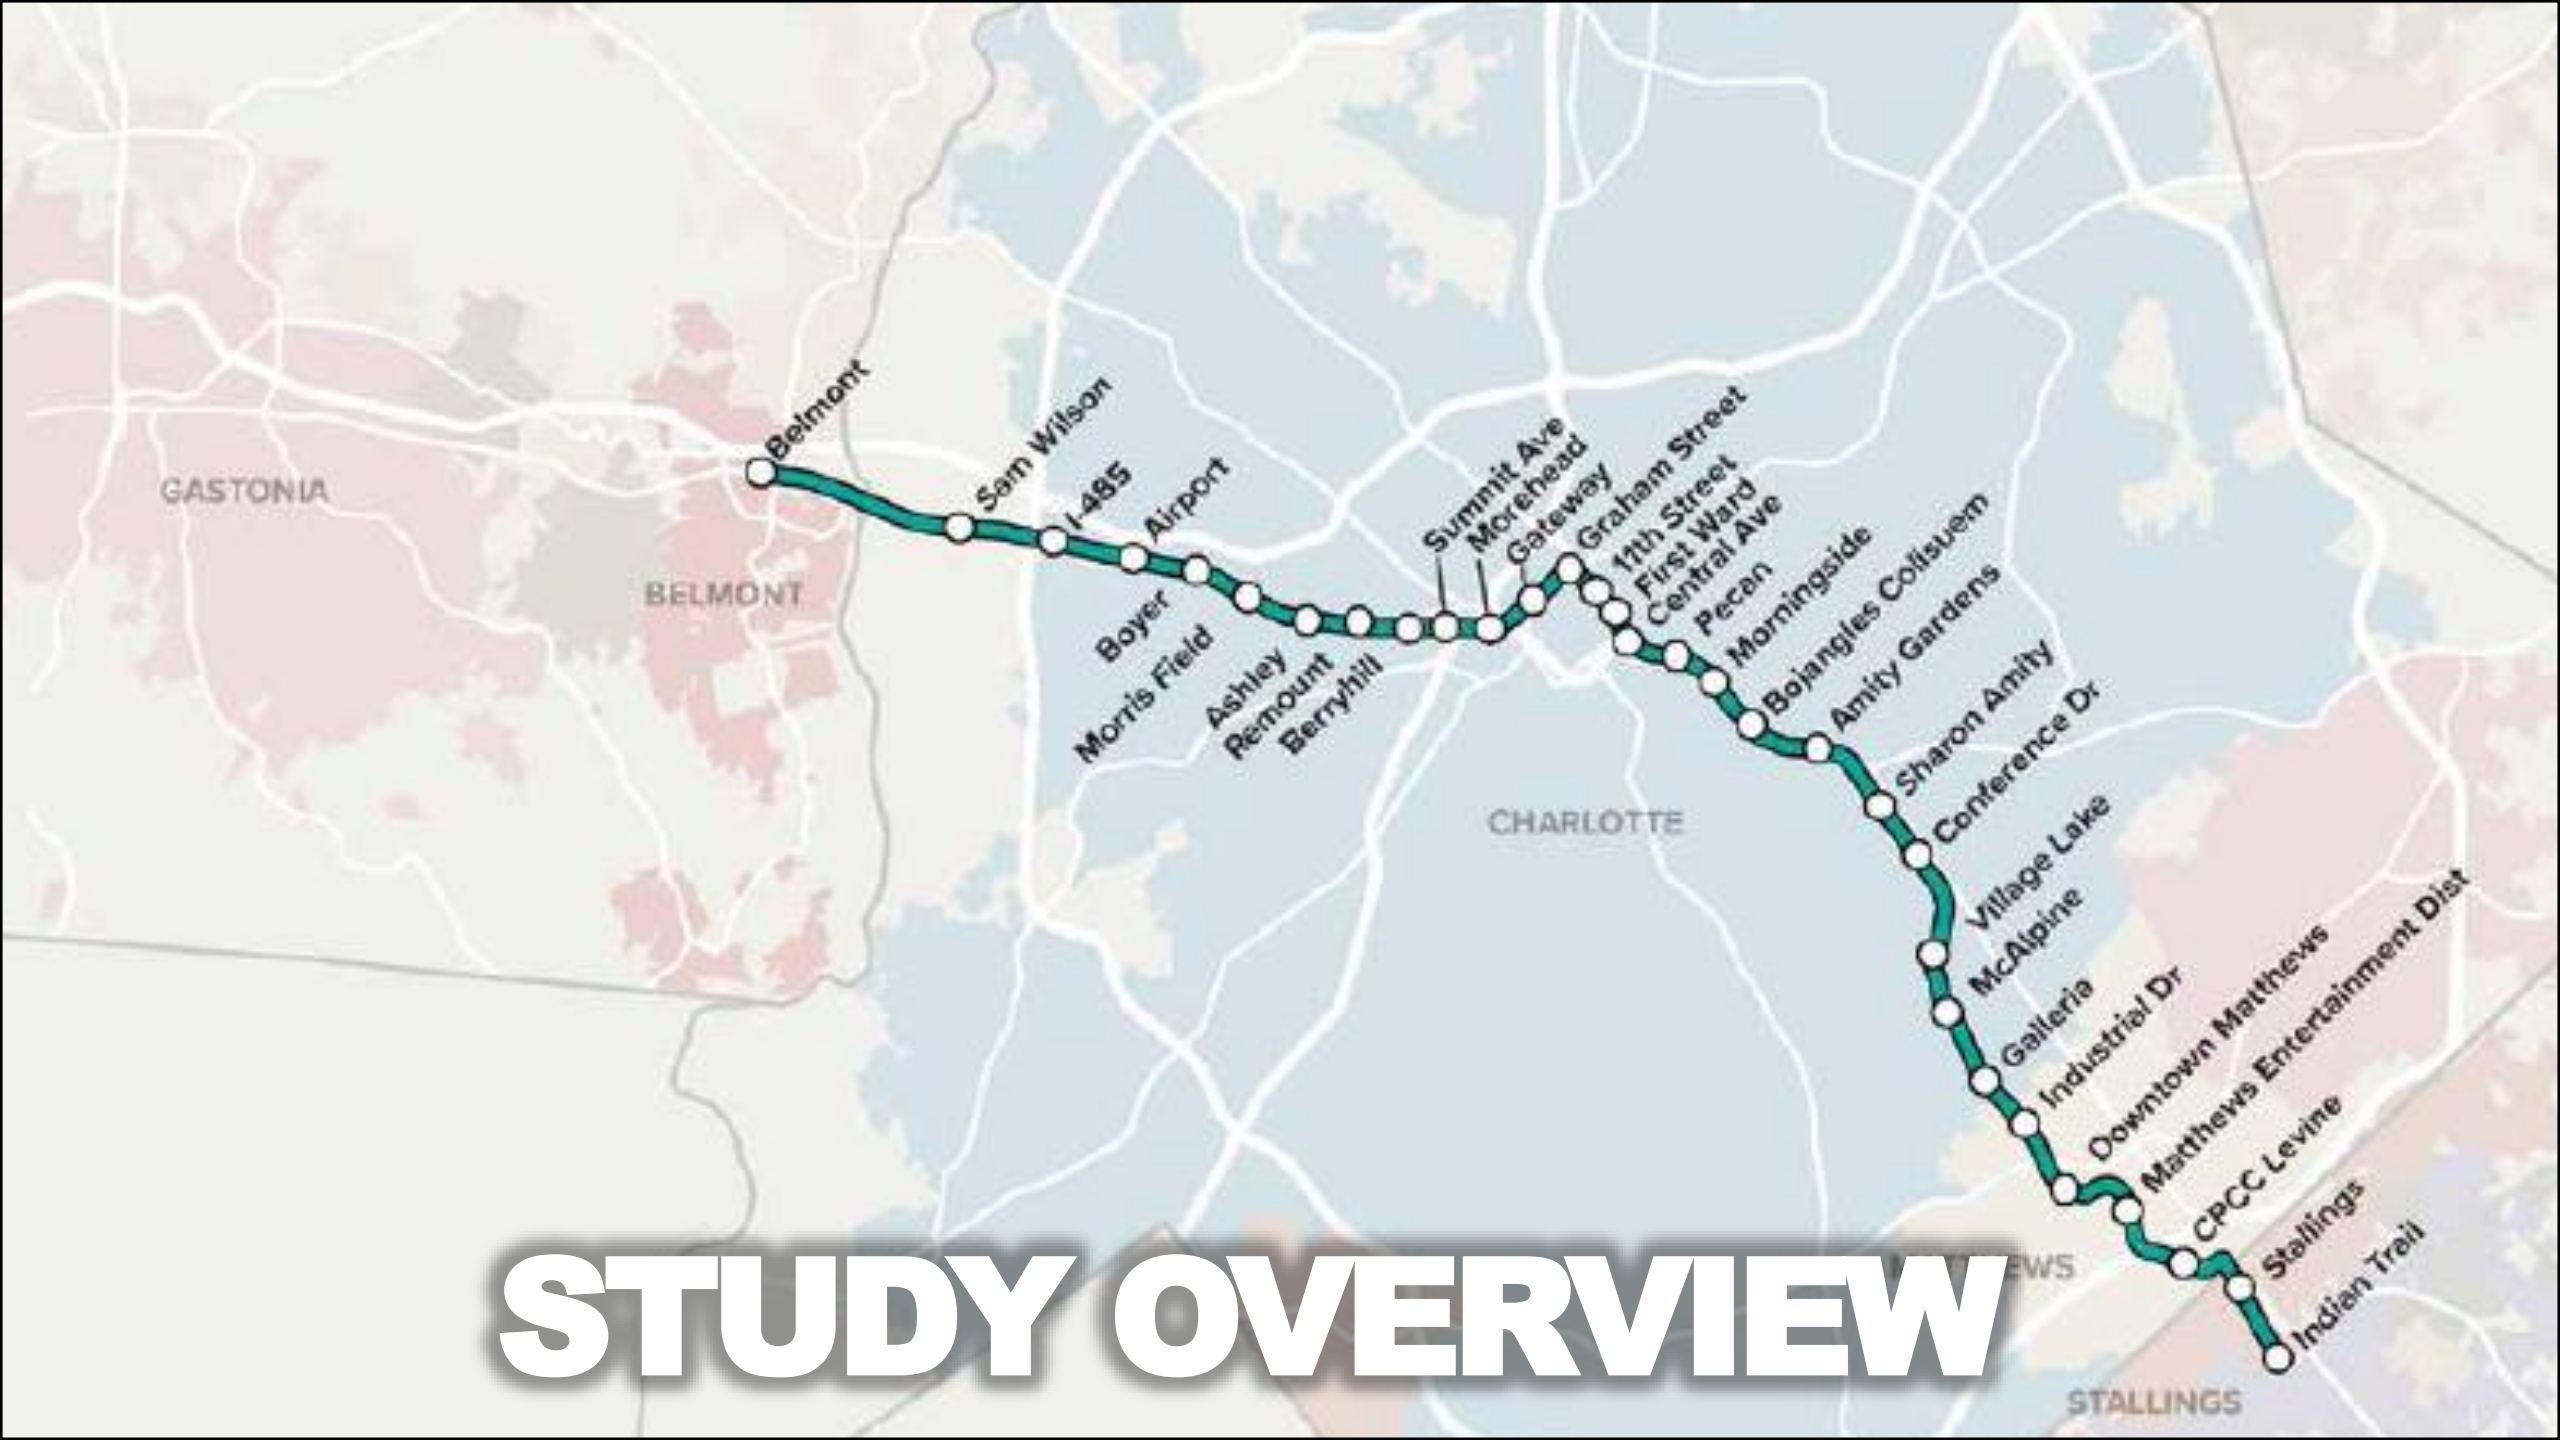 Belmont
Sam Wilson
I-485
Airport
Boyer
Morris Field
Ashley
Remount
Berryhill
Summit Ave
Morehead
Gateway
Graham Street
11th Street
First Ward
Central Ave
Pecan
Morningside
Bojangles Colisuem
Amity Gardens
Sharon Amity
Conference Dr
Village Lake
McAlpine
Galleria
Industrial Dr
Downtown Matthews
Matthews Entertainment Dist
CPCC Levine
Stallings
Indian Trail
GASTONIA
BELMONT
CHARLOTTE
MATTHEWS
STALLINGS
STUDY OVERVIEW